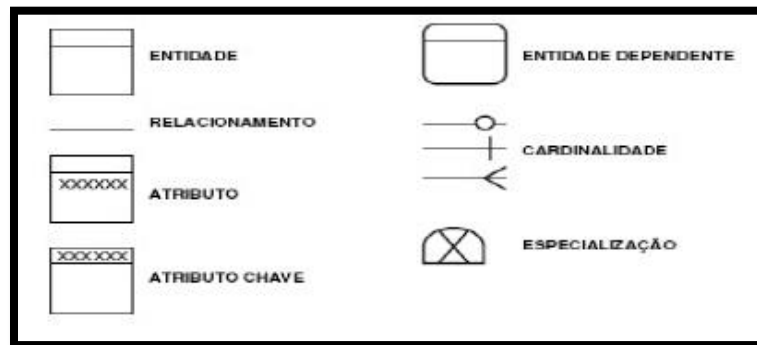 ENTIDADE
RELACIONAMENTO
XXXXXX
ATRIBUTO
XXXXXX
ATRIBUTO CHAVE
ENTIDADE DEPENDENTE
CARDINALIDADE
ESPECIALIZAÇÃO